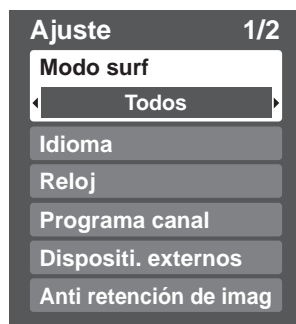 Ajuste 1/2
Modo surf
Todos
Idioma
Reloj
Programa canal
Dispositi. externos
Anti retención de imag